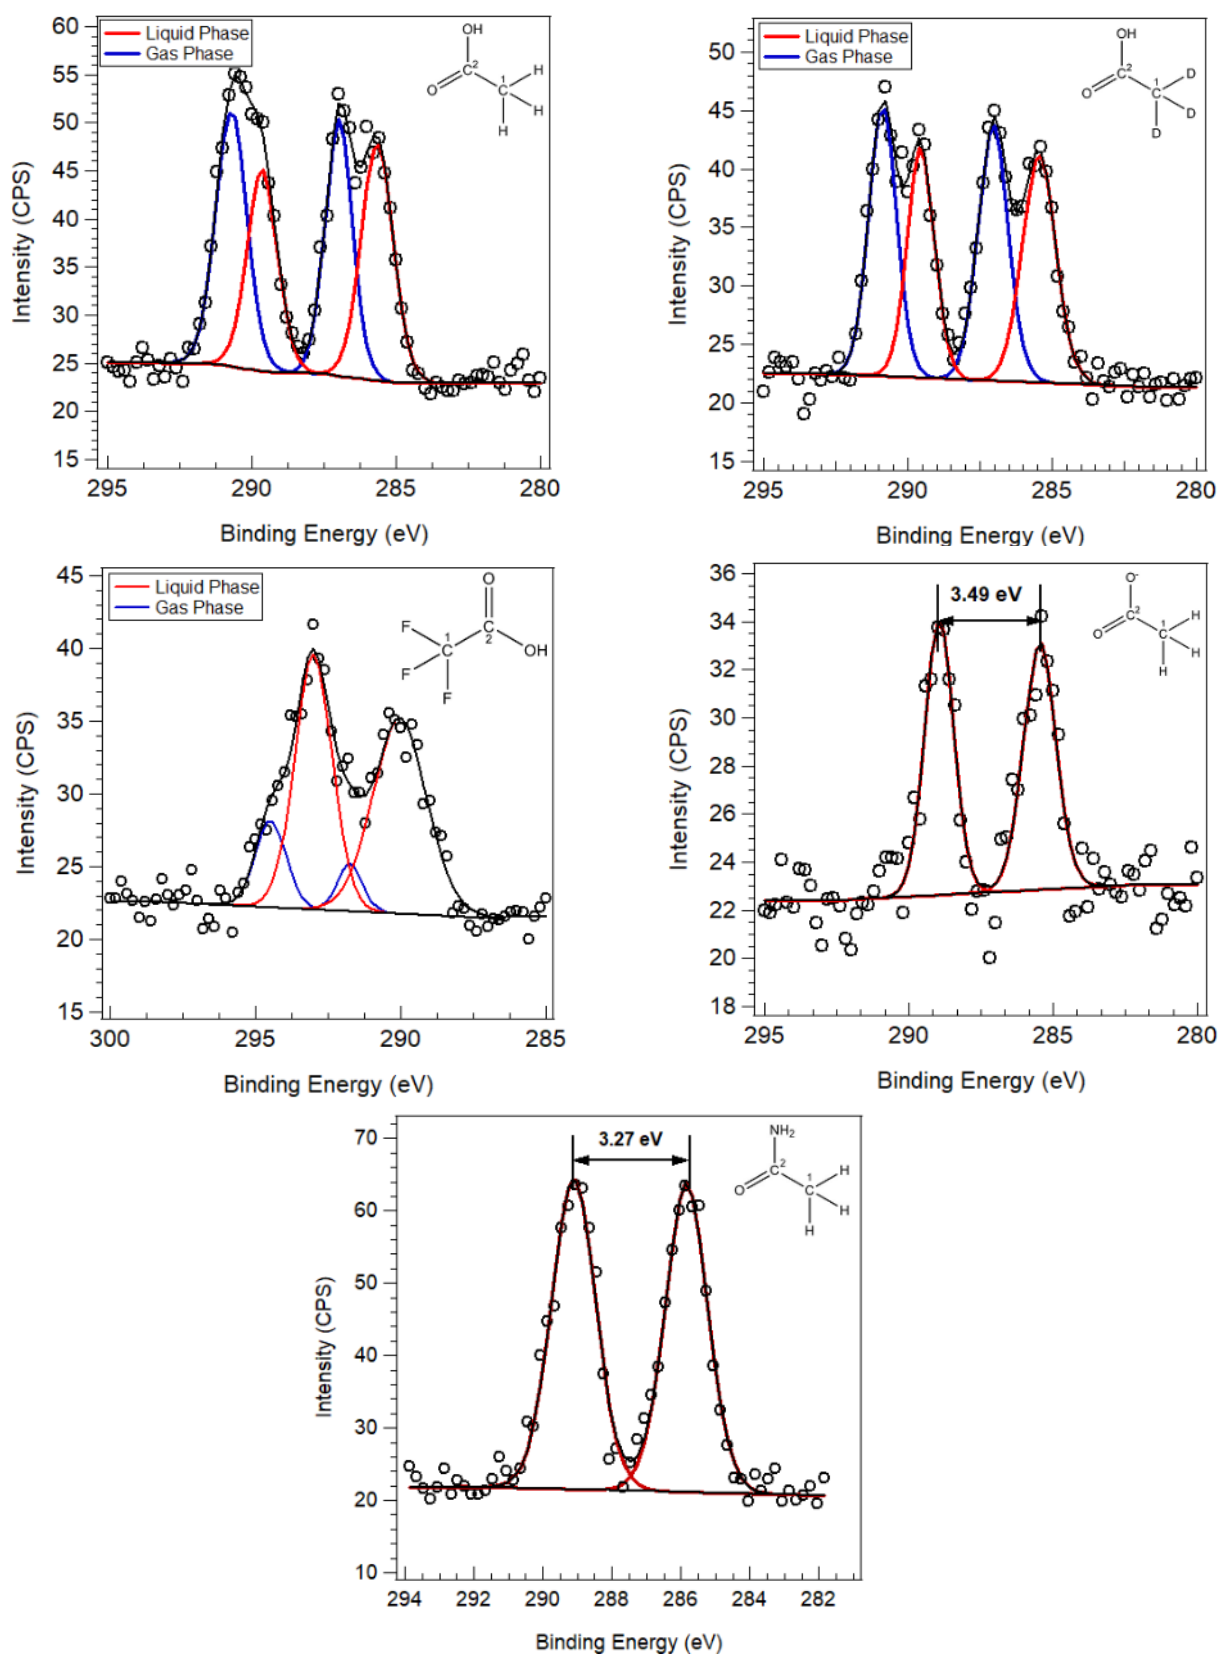 60
55
50
45
40
35
30
25
20
15
Intensity (CPS)
Liquid Phase
Gas Phase
OH
C2
O
C1
H
H
H
295
290
285
280
Binding Energy (eV)
50
45
40
35
30
25
20
15
Intensity (CPS)
Liquid Phase
Gas Phase
OH
C2
O
C1
D
D
D
295
290
285
280
Binding Energy (eV)
45
40
35
30
25
20
15
Intensity (CPS)
Liquid Phase
Gas Phase
O
F
C1
C2
F
OH
F
300
295
290
285
Binding Energy (eV)
36
34
32
30
28
26
24
22
20
18
Intensity (CPS)
3.49 eV
O-
C2
O
C1
H
H
H
295
290
285
280
Binding Energy (eV)
70
60
50
40
30
20
10
Intensity (CPS)
3.27 eV
NH2
C2
O
C1
H
H
H
294
292
290
288
286
284
282
Binding Energy (eV)